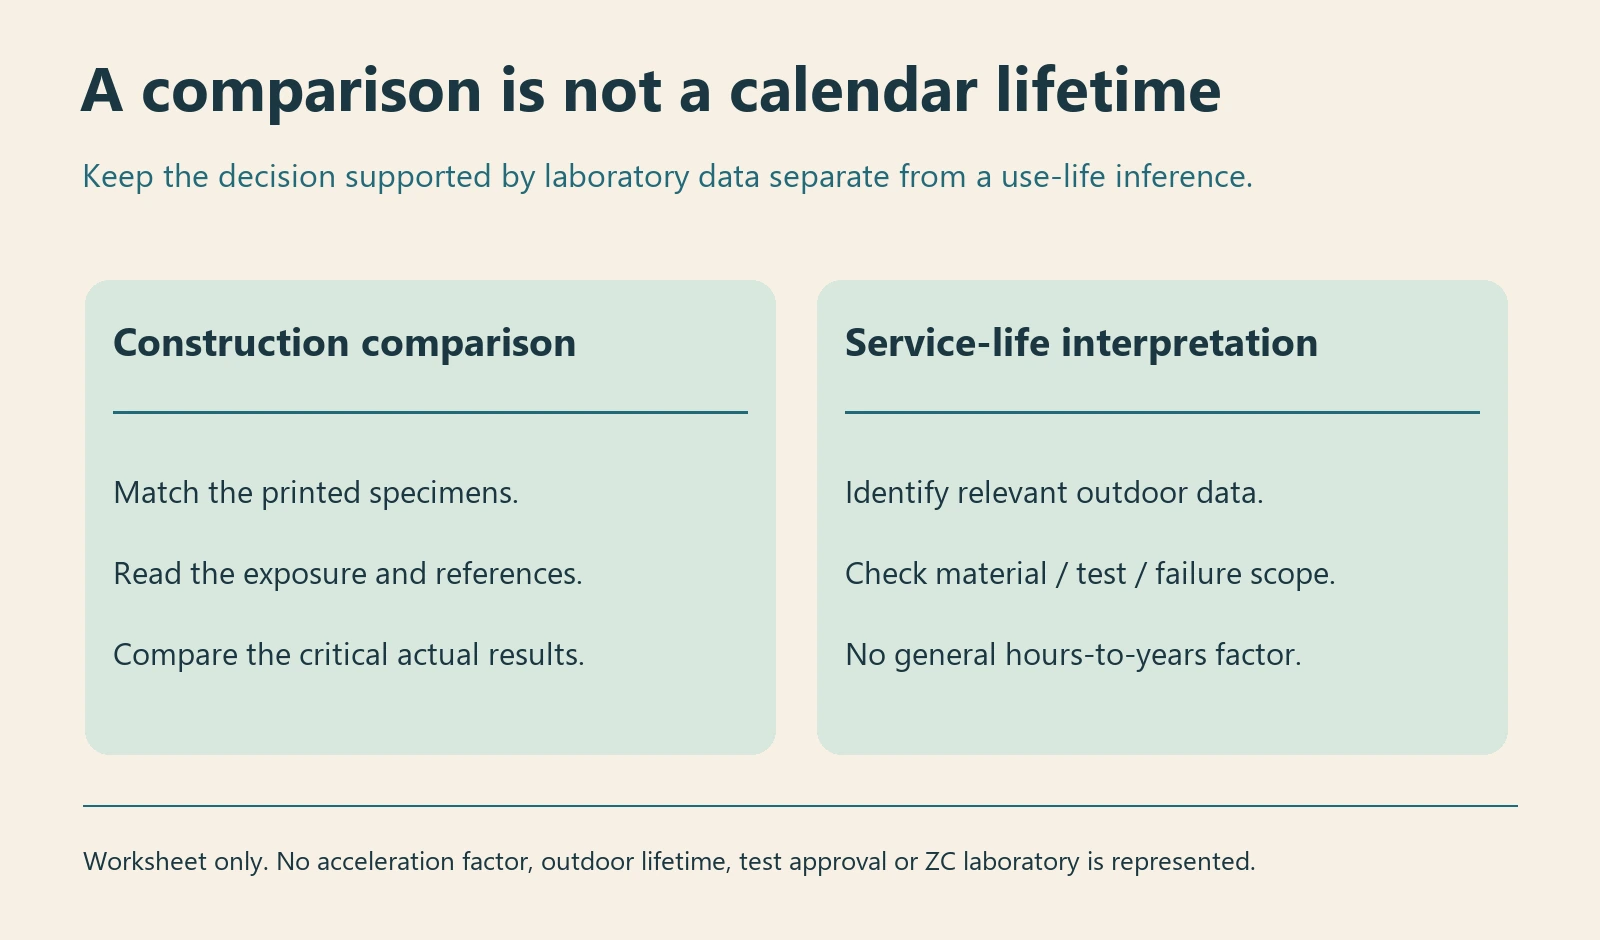 A comparison is not a calendar lifetime
Keep the decision supported by laboratory data separate from a use-life inference.
Construction comparison
Match the printed specimens.
Read the exposure and references.
Compare the critical actual results.
Service-life interpretation
Identify relevant outdoor data.
Check material / test / failure scope.
No general hours-to-years factor.
Worksheet only. No acceleration factor, outdoor lifetime, test approval or ZC laboratory is represented.